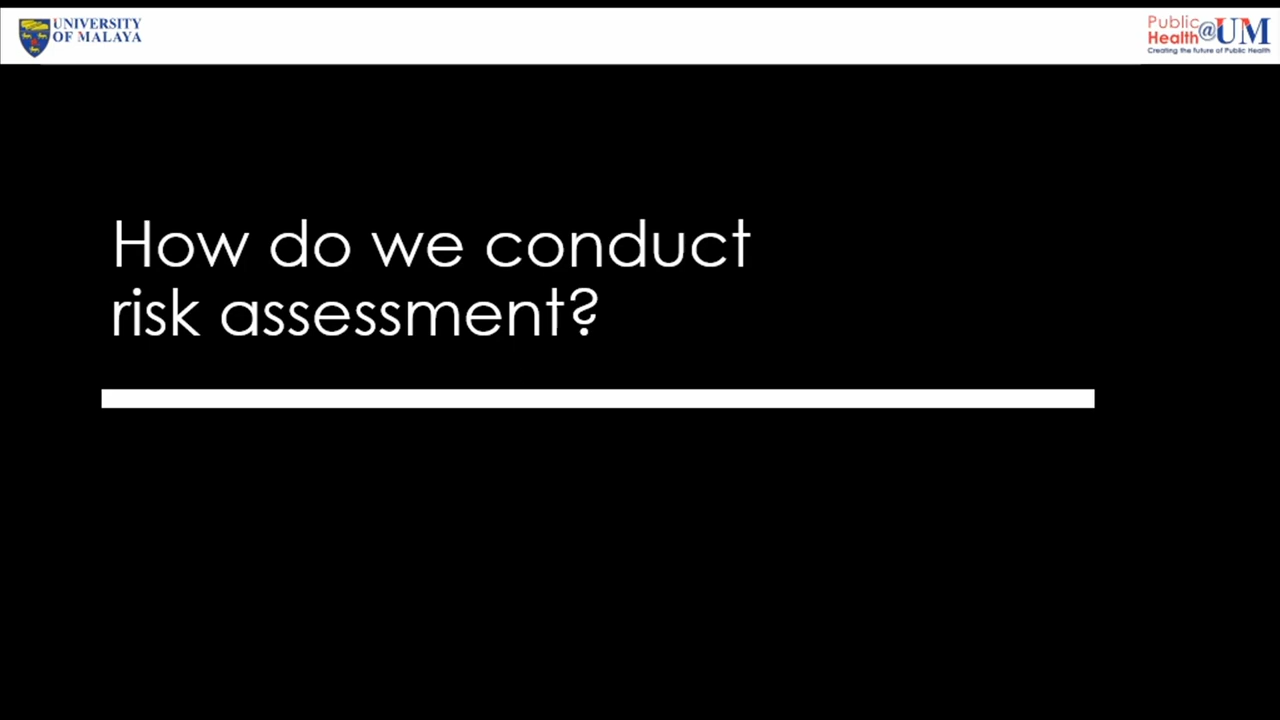 UNIVERSITY
OF MALAYA
Public
Health@UM
Creating the future of Public Health
How do we conduct
risk assessment?